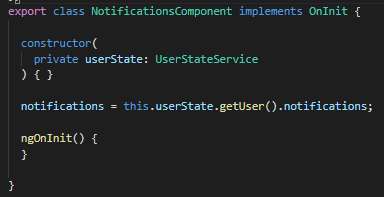 export class NotificationsComponent implements OnInit {
constructor(
private userState: UserStateService
) { }
notifications = this.userState.getUser().notifications;
ngOnInit() {
}
}